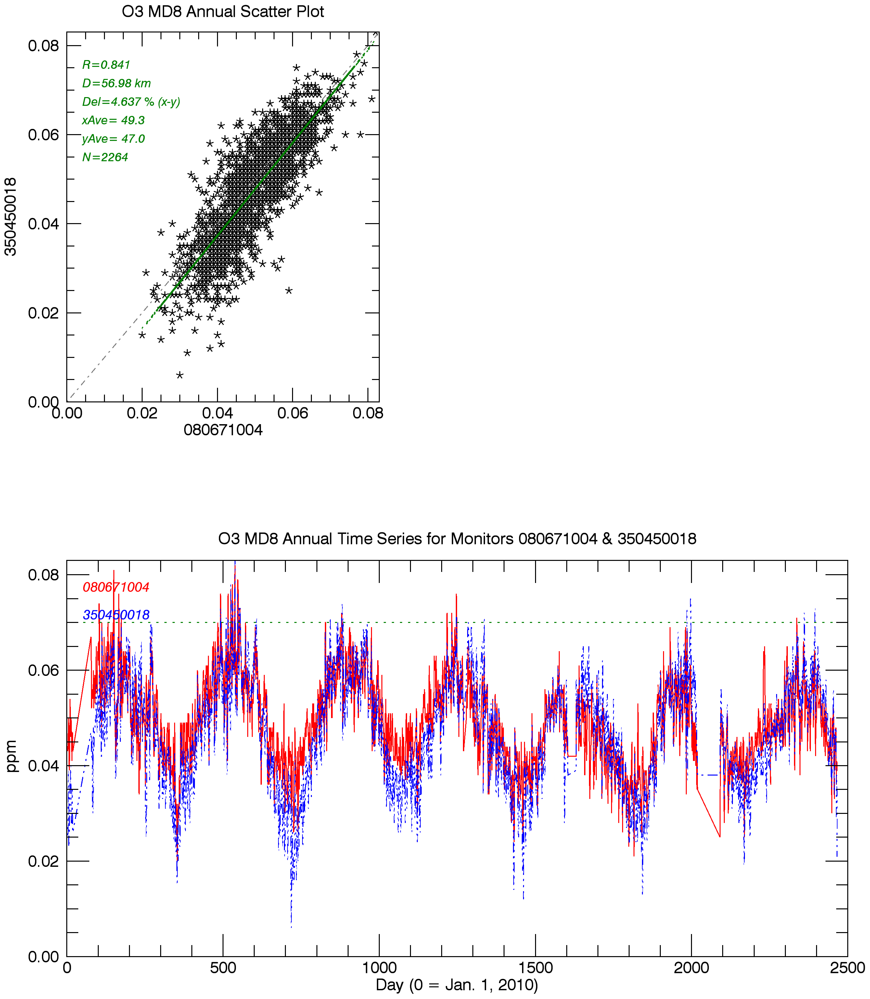 O3 MD8 Annual Scatter Plot
0.08
0.06
0.04
0.02
0.00
350450018
R=0.841
D=56.98 km
Del=4.637 % (x-y)
xAve= 49.3
yAve= 47.0
N=2264
0.00 0.02 0.04 0.06 0.08
080671004
O3 MD8 Annual Time Series for Monitors 080671004 & 350450018
0.08
0.06
0.04
0.02
0.00
ppm
080671004
350450018
0 500 1000 1500 2000 2500
Day (0 = Jan. 1, 2010)